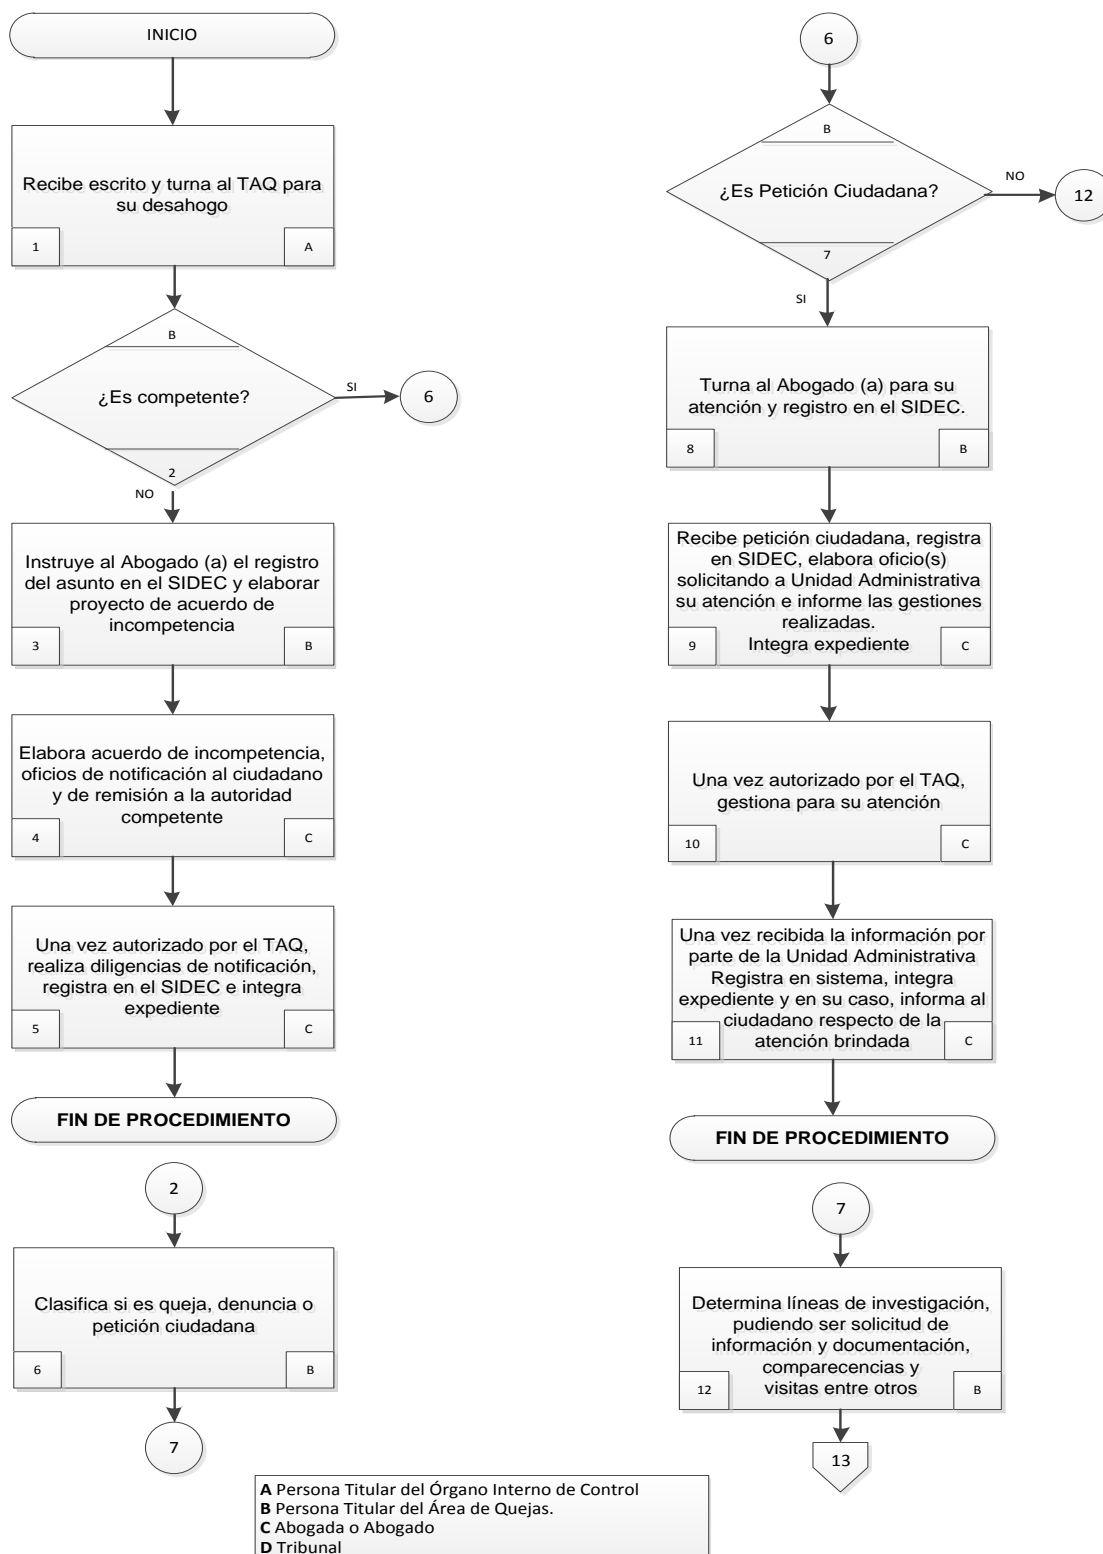 INICIO
Recibe escrito y turna al TAQ para
su desahogo
1
A
B
¿Es competente?
2
SI
6
NO
Instruye al Abogado (a) el registro
del asunto en el SIDEC y elaborar
proyecto de acuerdo de
incompetencia
3
B
Elabora acuerdo de incompetencia,
oficios de notificación al ciudadano
y de remisión a la autoridad
competente
4
C
Una vez autorizado por el TAQ,
realiza diligencias de notificación,
registra en el SIDEC e integra
expediente
5
C
FIN DE PROCEDIMIENTO
2
Clasifica si es queja, denuncia o
petición ciudadana
6
B
7
6
B
¿Es Petición Ciudadana?
7
NO
12
SI
Turna al Abogado (a) para su
atención y registro en el SIDEC.
8
B
Recibe petición ciudadana, registra
en SIDEC, elabora oficio(s)
solicitando a Unidad Administrativa
su atención e informe las gestiones
realizadas.
Integra expediente
9
C
Una vez autorizado por el TAQ,
gestiona para su atención
10
C
Una vez recibida la información por
parte de la Unidad Administrativa
Registra en sistema, integra
expediente y en su caso, informa al
ciudadano respecto de la
atención brindada
11
C
FIN DE PROCEDIMIENTO
7
Determina líneas de investigación,
pudiendo ser solicitud de
información y documentación,
comparecencias y
visitas entre otros
12
B
13
A Persona Titular del Órgano Interno de Control
B Persona Titular del Área de Quejas.
C Abogada o Abogado
D Tribunal